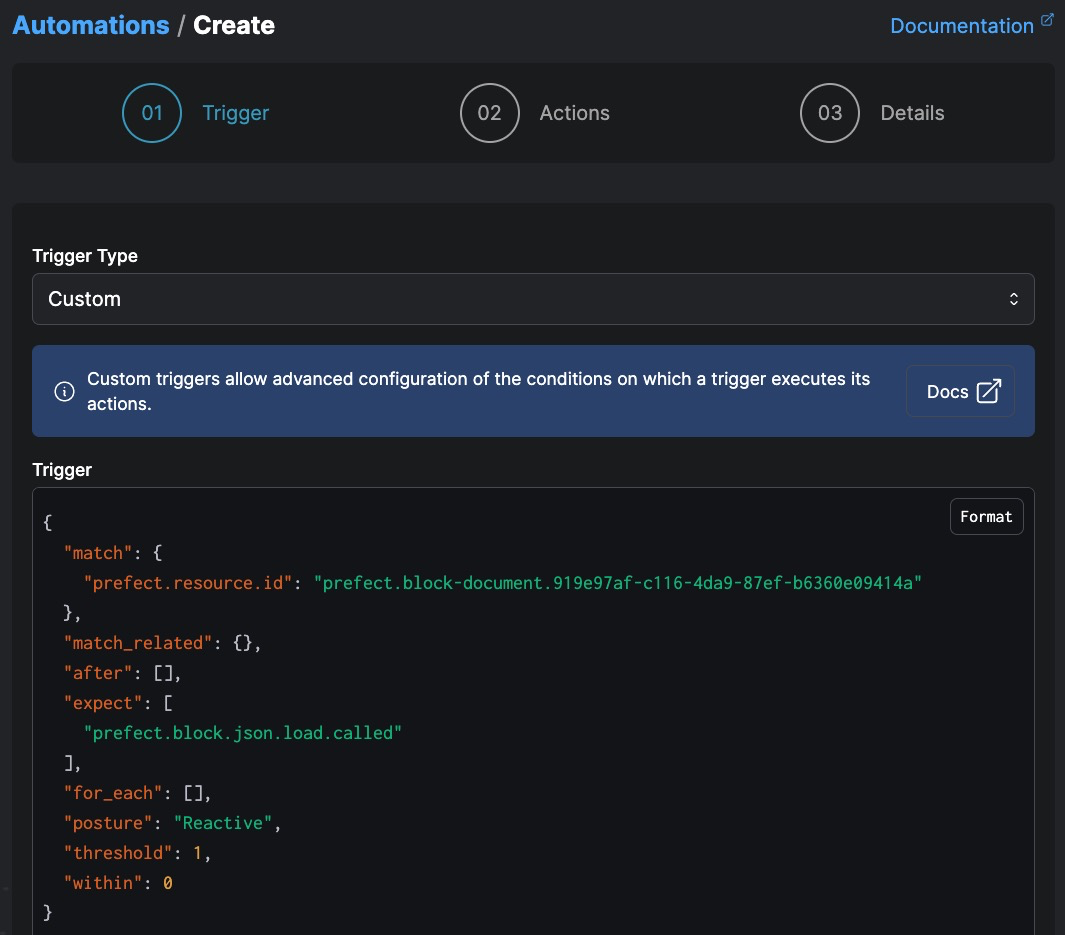 Automations / Create
Documentation
01 Trigger
02 Actions
03 Details
Trigger Type
Custom
Custom triggers allow advanced configuration of the conditions on which a trigger executes its
actions.
Docs
Trigger
Format
{
  "match": {
    "prefect.resource.id": "prefect.block-document.919e97af-c116-4da9-87ef-b6360e09414a"
  },
  "match_related": {},
  "after": [],
  "expect": [
    "prefect.block.json.load.called"
  ],
  "for_each": [],
  "posture": "Reactive",
  "threshold": 1,
  "within": 0
}